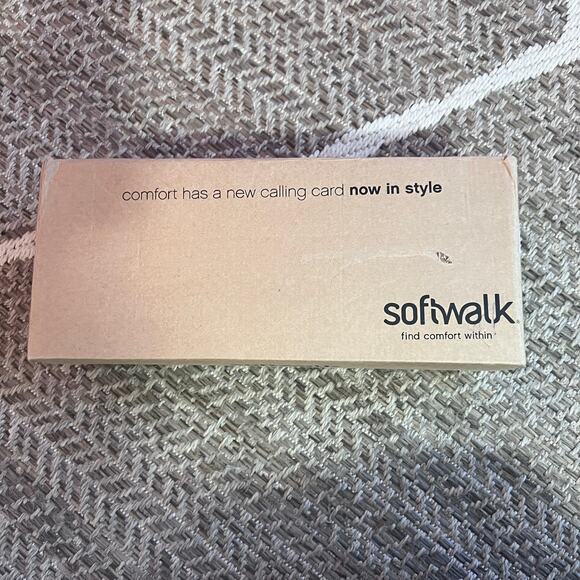 comfort has a new calling card now in style
softwalk
find comfort within